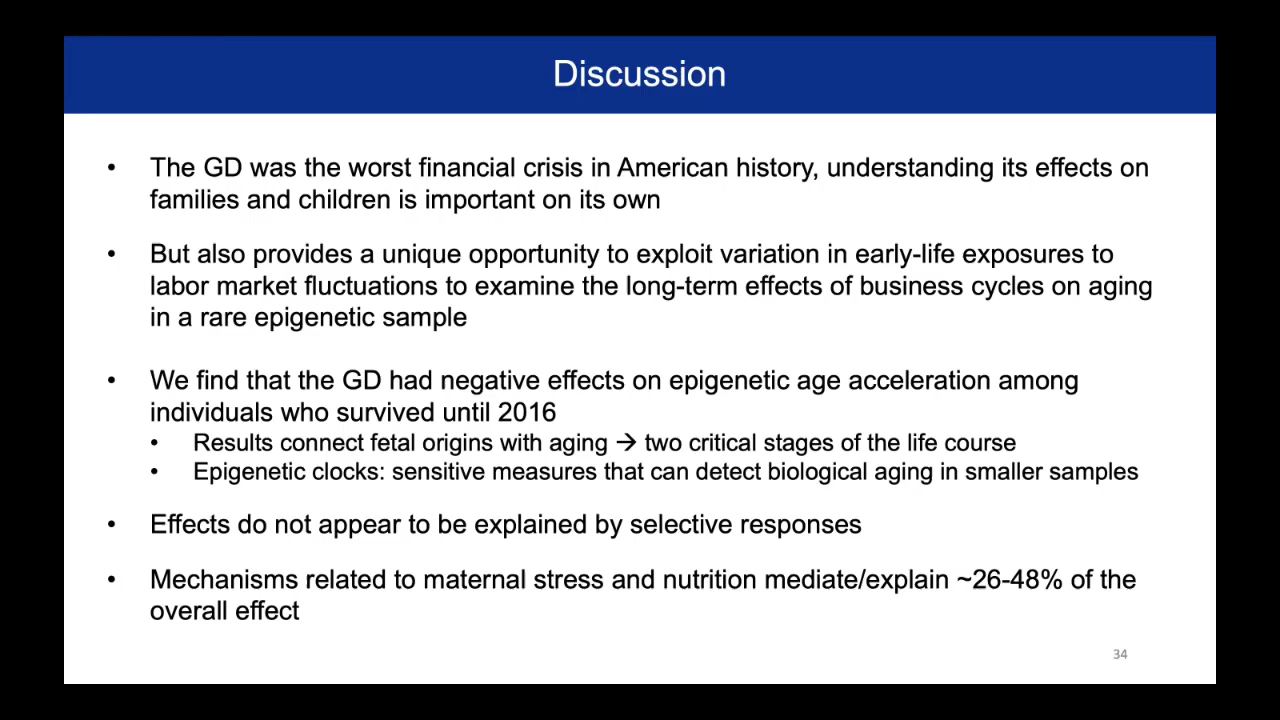 Discussion
• The GD was the worst financial crisis in American history, understanding its effects on
families and children is important on its own
• But also provides a unique opportunity to exploit variation in early-life exposures to
labor market fluctuations to examine the long-term effects of business cycles on aging
in a rare epigenetic sample
• We find that the GD had negative effects on epigenetic age acceleration among
individuals who survived until 2016
• Results connect fetal origins with aging → two critical stages of the life course
• Epigenetic clocks: sensitive measures that can detect biological aging in smaller samples
• Effects do not appear to be explained by selective responses
• Mechanisms related to maternal stress and nutrition mediate/explain ~26-48% of the
overall effect
34